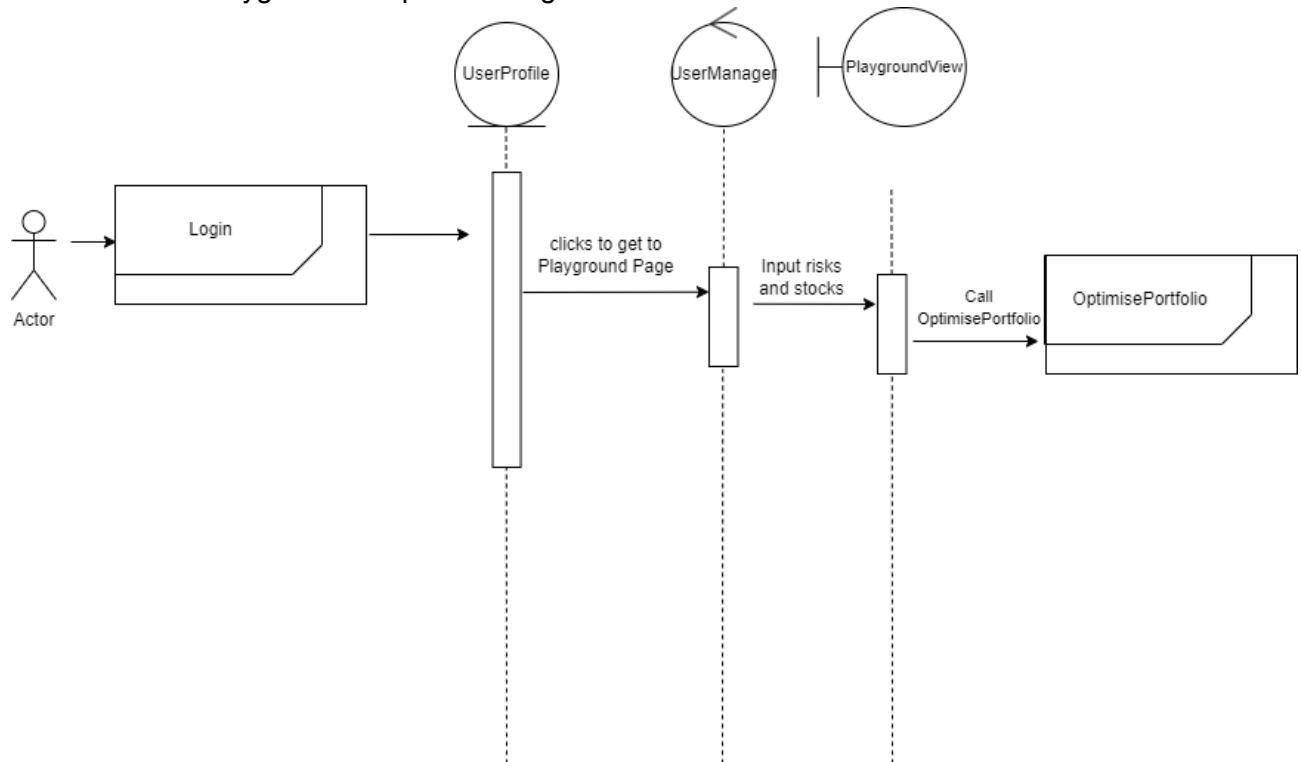 UserProfile
UserManager
PlaygroundView
Login
clicks to get to
Playground Page
Input risks
and stocks
Call
OptimisePortfolio
OptimisePortfolio
Actor